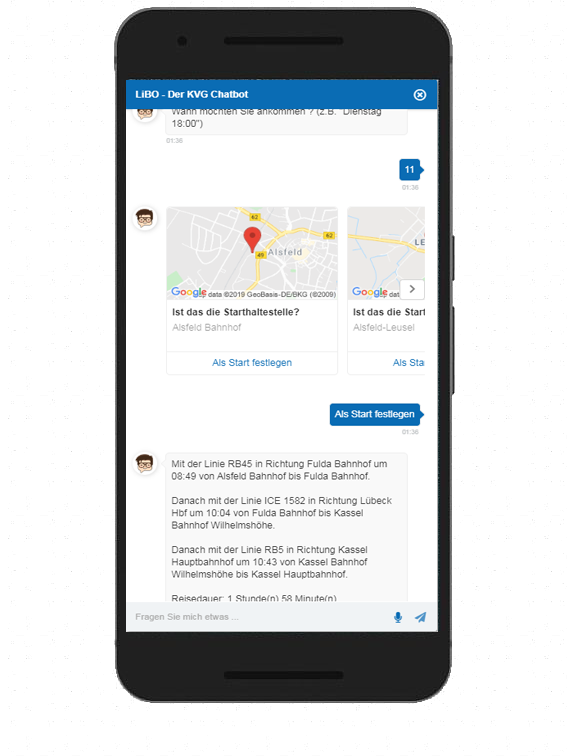 LiBO - Der KVG Chatbot
Wann möchten Sie ankommen ? (z.B. "Dienstag
18:00")
01:36
11
01:36
62
62
49
Alsfeld
Google
data ©2019 GeoBasis-DE/BKG (©2009)
Ist das die Starthaltestelle?
Alsfeld Bahnhof
Als Start festlegen
LE
Google
dat
Ist das die Start
Alsfeld-Leusel
Als Sta
Als Start festlegen
01:36
Mit der Linie RB45 in Richtung Fulda Bahnhof um
08:49 von Alsfeld Bahnhof bis Fulda Bahnhof.
Danach mit der Linie ICE 1582 in Richtung Lübeck
Hbf um 10:04 von Fulda Bahnhof bis Kassel
Bahnhof Wilhelmshöhe.
Danach mit der Linie RB5 in Richtung Kassel
Hauptbahnhof um 10:43 von Kassel Bahnhof
Wilhelmshöhe bis Kassel Hauptbahnhof.
Reisedauer: 1 Stunde(n) 58 Minute(n)
Fragen Sie mich etwas ...